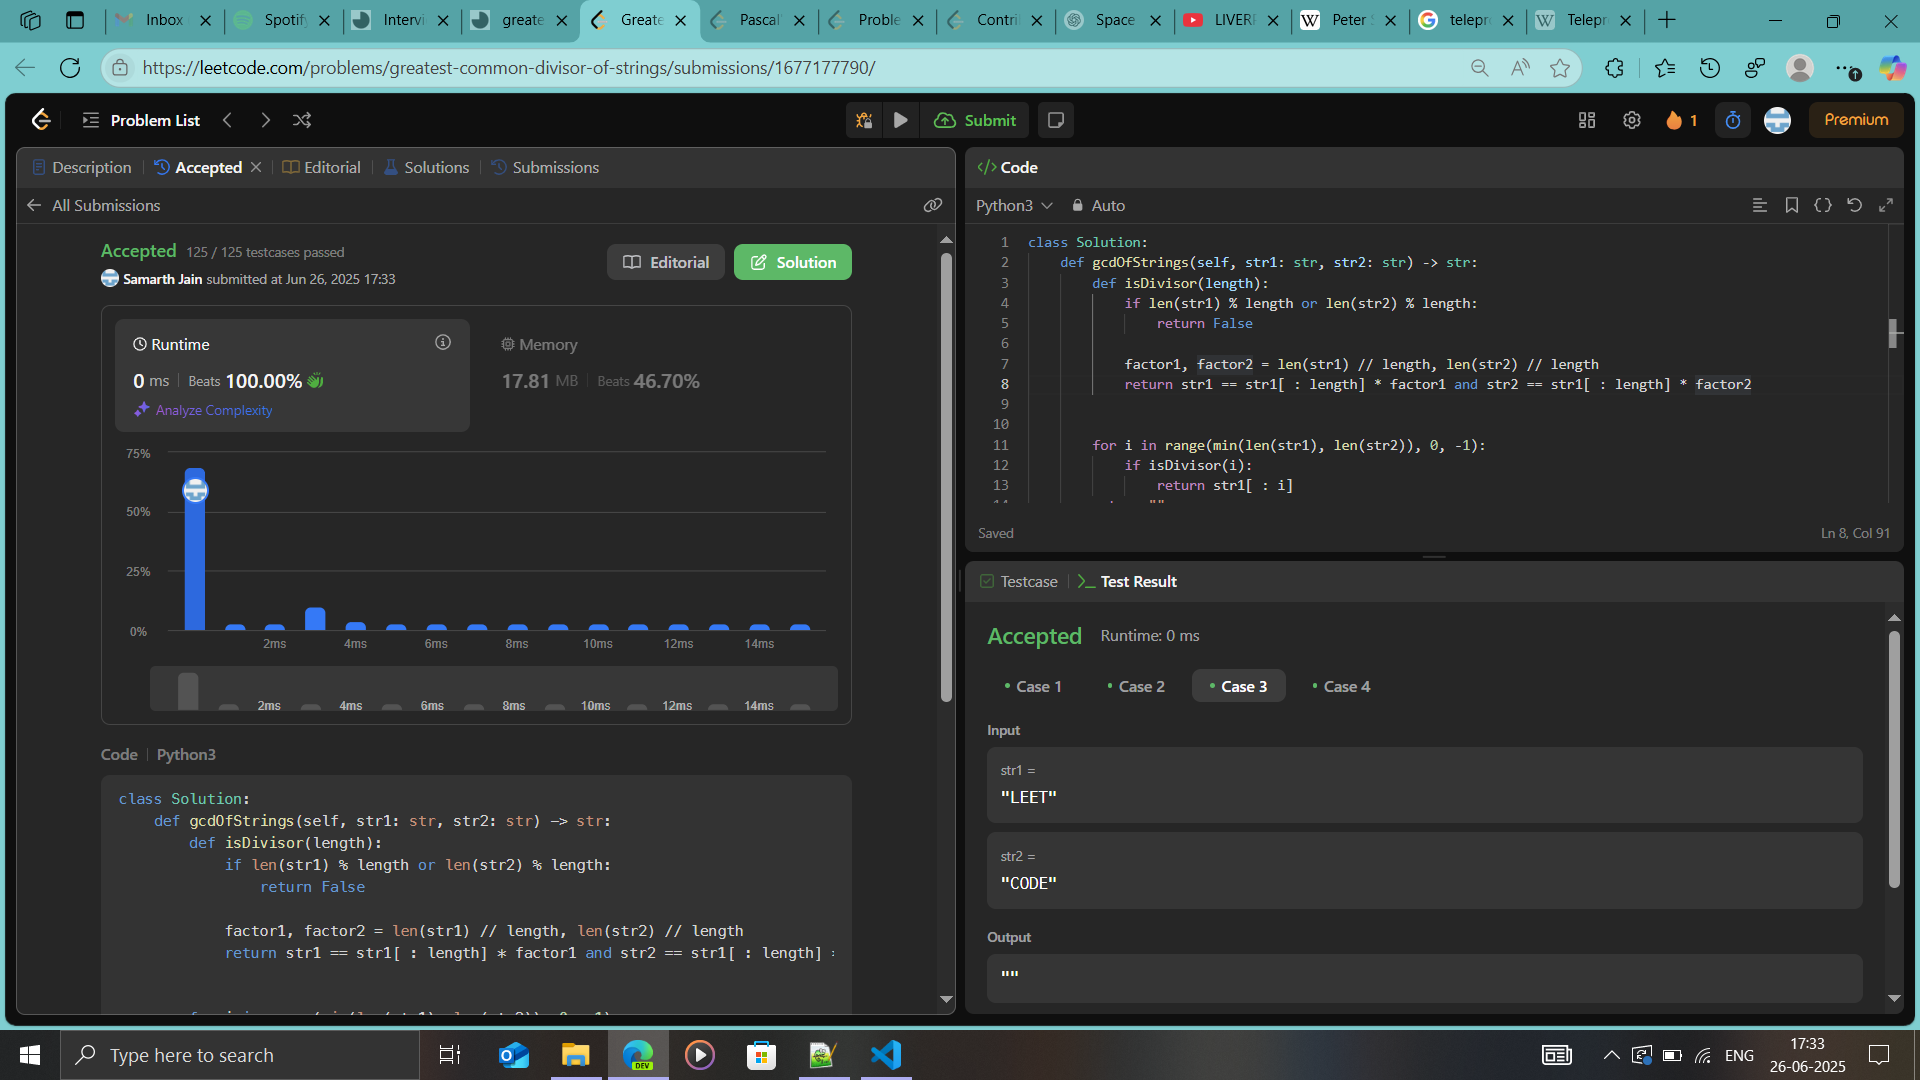 Inbox
Spotify
Intervi
greate
Greate
Pascal
Proble
Contri
Space
LIVERP
Peter S
telepro
Telepr
https://leetcode.com/problems/greatest-common-divisor-of-strings/submissions/1677177790/
Problem List
Submit
1
Premium
Description
Accepted
Editorial
Solutions
Submissions
All Submissions
Accepted 125 / 125 testcases passed
Samarth Jain submitted at Jun 26, 2025 17:33
Editorial
Solution
Runtime
0 ms Beats 100.00%
Analyze Complexity
Memory
17.81 MB Beats 46.70%
75%
50%
25%
0%
2ms 4ms 6ms 8ms 10ms 12ms 14ms
2ms 4ms 6ms 8ms 10ms 12ms 14ms
Code Python3
class Solution:
def gcdOfStrings(self, str1: str, str2: str) -> str:
def isDivisor(length):
if len(str1) % length or len(str2) % length:
return False
factor1, factor2 = len(str1) // length, len(str2) // length
return str1 == str1[ : length] * factor1 and str2 == str1[ : length]
Code
Python3 Auto
1 class Solution:
2 def gcdOfStrings(self, str1: str, str2: str) -> str:
3 def isDivisor(length):
4 if len(str1) % length or len(str2) % length:
5 return False
6
7 factor1, factor2 = len(str1) // length, len(str2) // length
8 return str1 == str1[ : length] * factor1 and str2 == str1[ : length] * factor2
9
10
11 for i in range(min(len(str1), len(str2)), 0, -1):
12 if isDivisor(i):
13 return str1[ : i]
Saved
Ln 8, Col 91
Testcase
Test Result
Accepted Runtime: 0 ms
Case 1
Case 2
Case 3
Case 4
Input
str1 =
"LEET"
str2 =
"CODE"
Output
""
Type here to search
DEV
ENG
17:33
26-06-2025